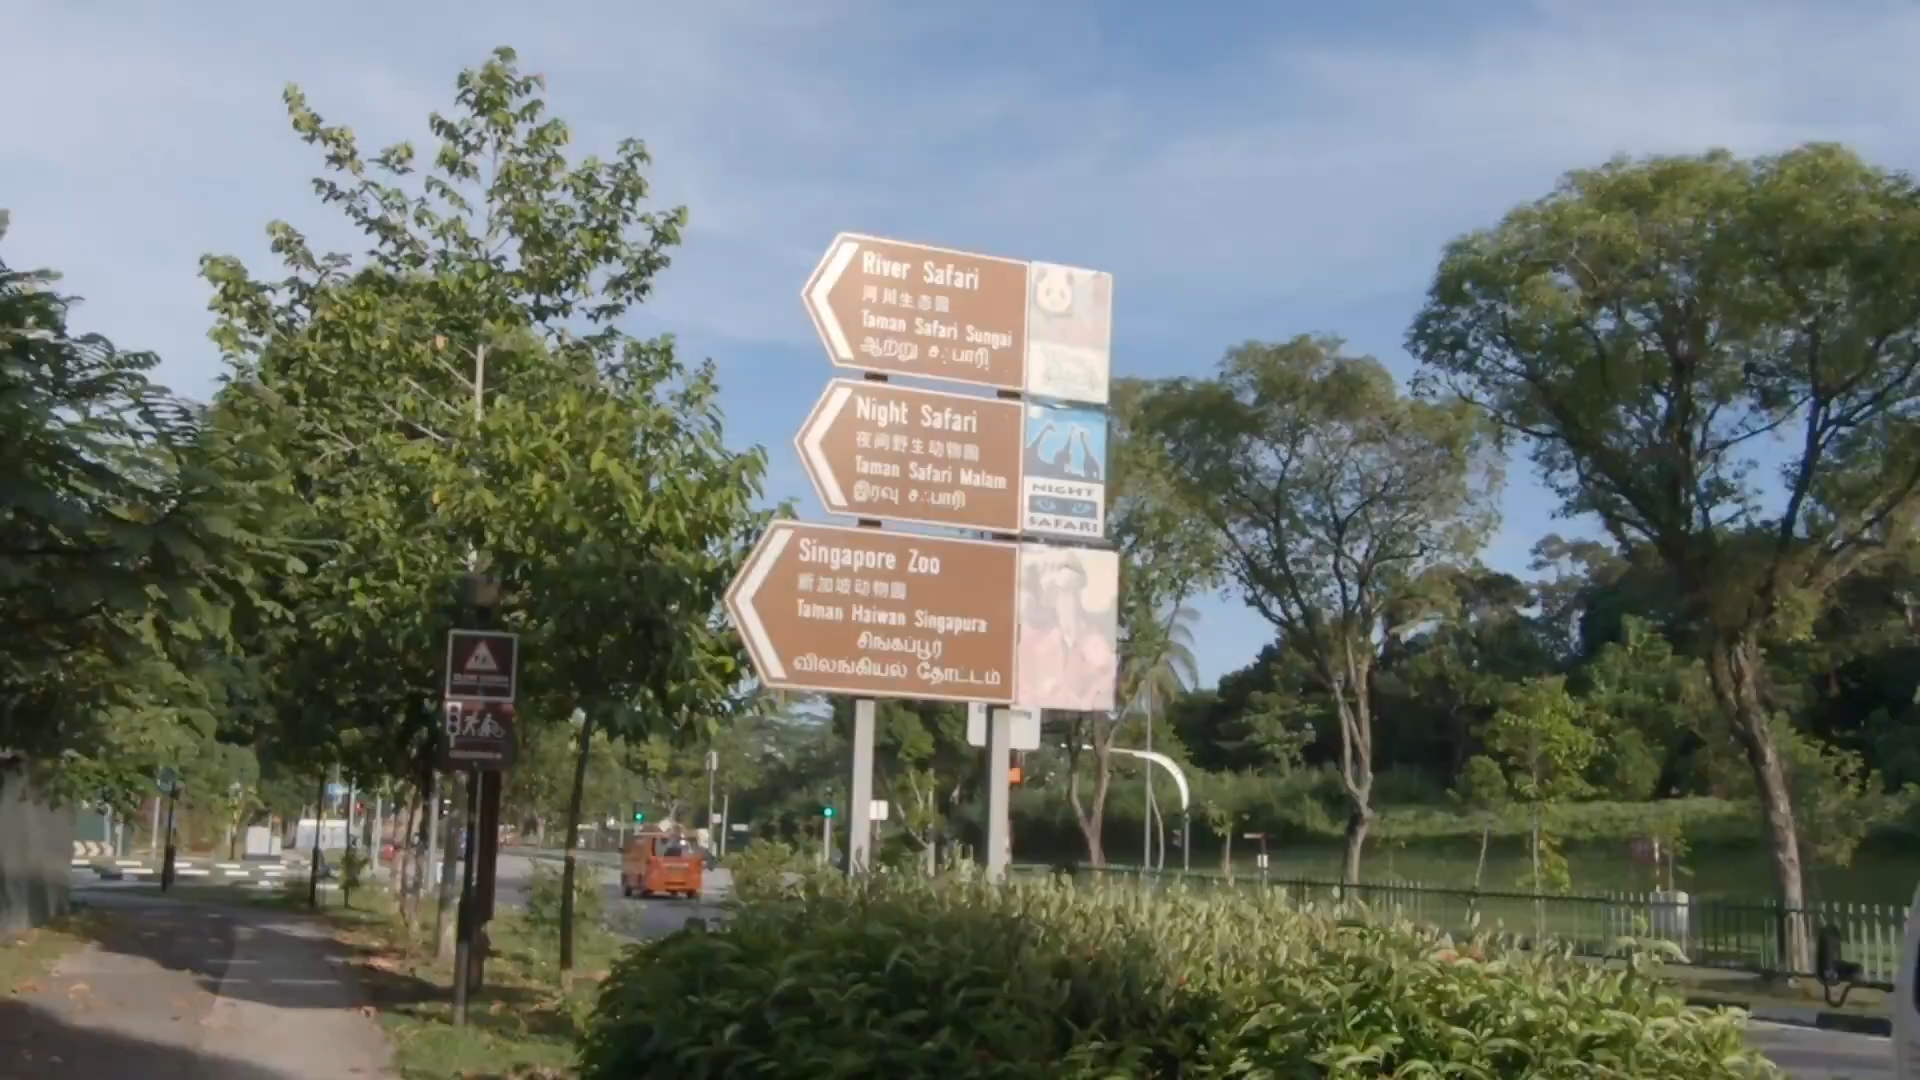 River Safari
河川生态园
Taman Safari Sungai
ஆற்று சஃபாரி
Night Safari
夜间野生动物园
Taman Safari Malam
இரவு சஃபாரி
NIGHT
SAFARI
Singapore Zoo
新加坡动物园
Taman Haiwan Singapura
சிங்கப்பூர்
விலங்கியல் தோட்டம்